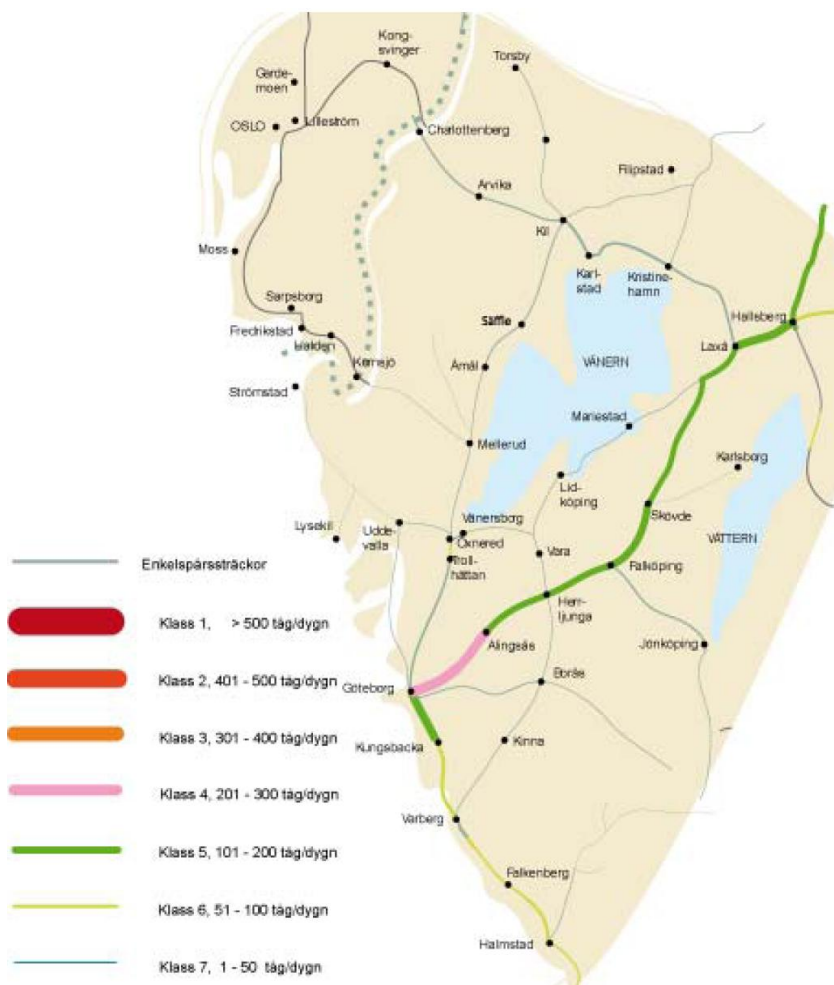 Kong-
svinger
Torsby
Garde-
moen
OSLO
Lilleström
Charlottenberg
Filipstad
Arvika
Kil
Moss
Karl-
stad
Kristine-
hamn
Sarpsborg
Hallsberg
Fredrikstad
Säffle
Halden
Laxå
VÄNERN
Kornsjö
Åmål
Strömstad
Mariestad
Mellerud
Karlsborg
Lid-
köping
Skövde
Lysekil
Udde-
valla
Vänersborg
Öxnered
Troll-
hättan
Vara
VÄTTERN
Falköping
Enkelspårssträckor
Herr-
ljunga
Klass 1, > 500 tåg/dygn
Alingsås
Jönköping
Klass 2, 401 - 500 tåg/dygn
Göteborg
Borås
Klass 3, 301 - 400 tåg/dygn
Kungsbacka
Kinna
Klass 4, 201 - 300 tåg/dygn
Varberg
Klass 5, 101 - 200 tåg/dygn
Falkenberg
Klass 6, 51 - 100 tåg/dygn
Halmstad
Klass 7, 1 - 50 tåg/dygn